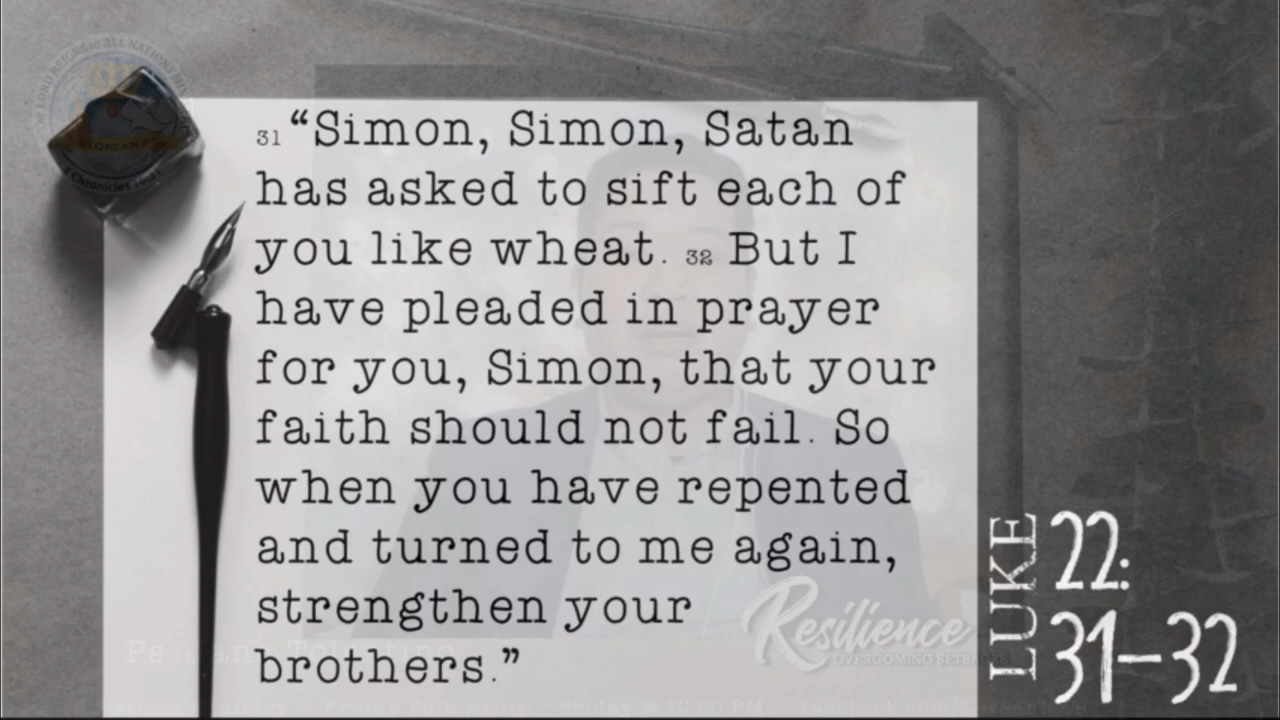 31 “Simon, Simon, Satan
has asked to sift each of
you like wheat. 32 But I
have pleaded in prayer
for you, Simon, that your
faith should not fail. So
when you have repented
and turned to me again,
strengthen your
brothers.”
LUKE
22:
31-32
Resilience
OVERCOMING SETBACKS